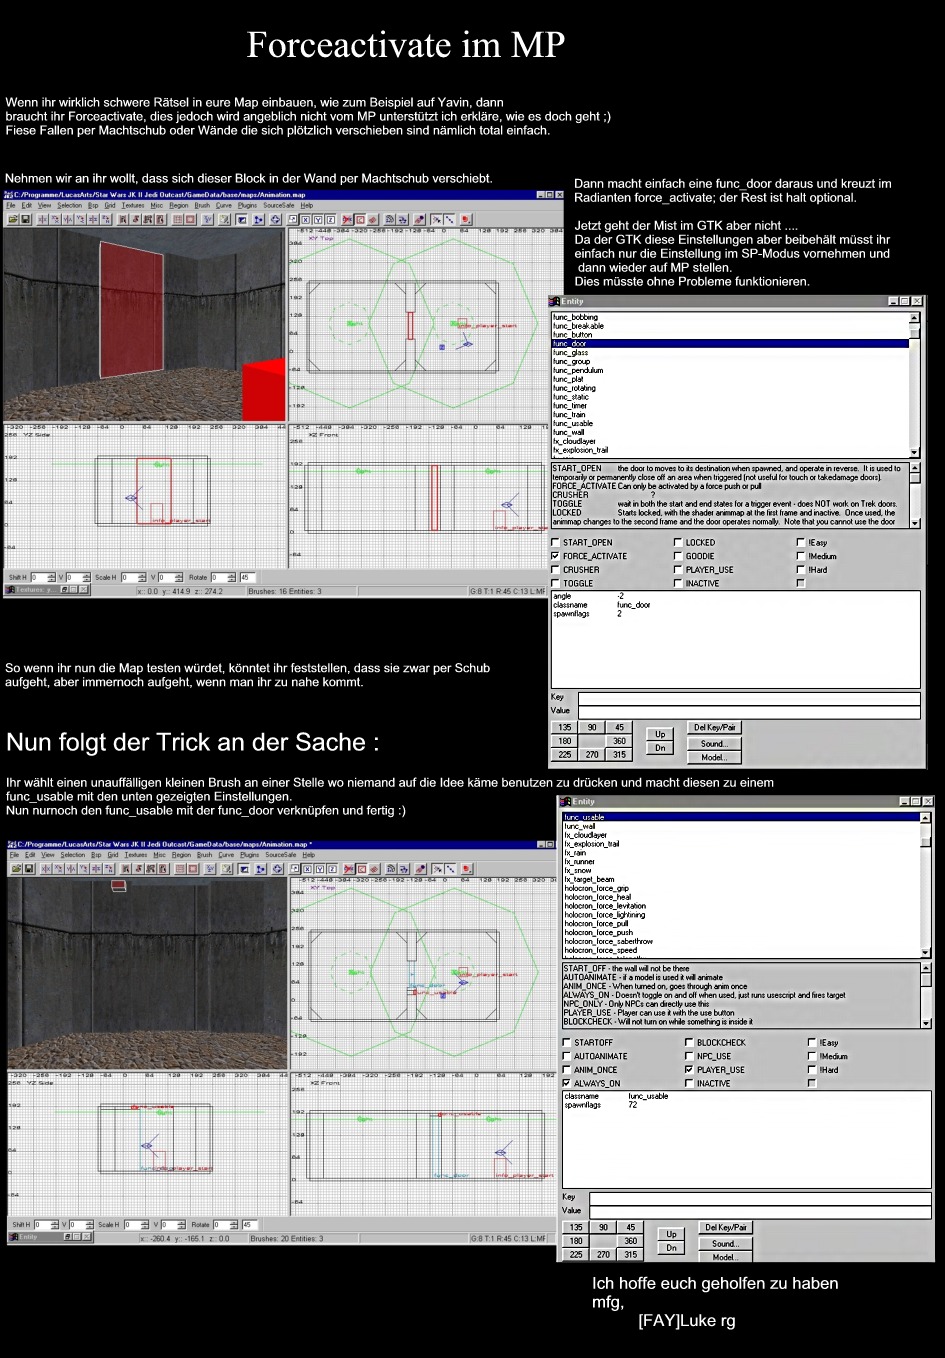 Forceactivate im MP
Wenn ihr wirklich schwere Rätsel in eure Map einbauen, wie zum Beispiel auf Yavin, dann
braucht ihr Forceactivate, dies jedoch wird angeblich nicht vom MP unterstützt ich erkläre, wie es doch geht ;)
Fiese Fallen per Machtschub oder Wände die sich plötzlich verschieben sind nämlich total einfach.
Nehmen wir an ihr wollt, dass sich dieser Block in der Wand per Machtschub verschiebt.
Dann macht einfach eine func_door daraus und kreuzt im
Radianten force_activate; der Rest ist halt optional.
Jetzt geht der Mist im GTK aber nicht ....
Da der GTK diese Einstellungen aber beibehält müsst ihr
einfach nur die Einstellung im SP-Modus vornehmen und
dann wieder auf MP stellen.
Dies müsste ohne Probleme funktionieren.
C:/Programme/LucasArts/Star Wars JK II Jedi Outcast/GameData/base/maps/Animation.map
File Edit View Selection Bsp Grid Textures Misc Region Brush Curve Plugins SourceSafe Help
XY Top
info_player_start
YZ Side
XZ Front
info_player_start
info_player_start
Shift H 0 V 0 Scale H 0 V 0 Rotate 0 45
x:: 0.0 y:: 414.9 z:: 274.2 Brushes: 16 Entities: 3 G:8 T:1 R:45 C:13 L:MF
Entity
func_bobbing
func_breakable
func_button
func_door
func_glass
func_group
func_pendulum
func_plat
func_rotating
func_static
func_timer
func_train
func_usable
func_wall
fx_cloudlayer
fx_explosion_trail
START_OPEN the door to moves to its destination when spawned, and operate in reverse. It is used to
temporarily or permanently close off an area when triggered (not useful for touch or takedamage doors).
FORCE_ACTIVATE Can only be activated by a force push or pull
CRUSHER ?
TOGGLE wait in both the start and end states for a trigger event - does NOT work on Trek doors.
LOCKED Starts locked, with the shader animmap at the first frame and inactive. Once used, the
animmap changes to the second frame and the door operates normally. Note that you cannot use the door
START_OPEN LOCKED !Easy
FORCE_ACTIVATE GOODIE !Medium
CRUSHER PLAYER_USE !Hard
TOGGLE INACTIVE
angle -2
classname func_door
spawnflags 2
Key
Value
135 90 45
180 360
225 270 315
Up
Dn
Del Key/Pair
Sound...
Model...
So wenn ihr nun die Map testen würdet, könntet ihr feststellen, dass sie zwar per Schub
aufgeht, aber immernoch aufgeht, wenn man ihr zu nahe kommt.
Nun folgt der Trick an der Sache :
Ihr wählt einen unauffälligen kleinen Brush an einer Stelle wo niemand auf die Idee käme benutzen zu drücken und macht diesen zu einem
func_usable mit den unten gezeigten Einstellungen.
Nun nurnoch den func_usable mit der func_door verknüpfen und fertig :)
C:/Programme/LucasArts/Star Wars JK II Jedi Outcast/GameData/base/maps/Animation.map *
File Edit View Selection Bsp Grid Textures Misc Region Brush Curve Plugins SourceSafe Help
XY Top
info_player_start
func_door
func_usable
YZ Side
XZ Front
func_usable
info_player_start
func_usable
func_door
info_player_start
Shift H 0 V 0 Scale H 0 V 0 Rotate 0 45
Entity
x:: -260.4 y:: -165.1 z:: 0.0 Brushes: 20 Entities: 3 G:8 T:1 R:45 C:13 L:MF
Entity
func_usable
func_wall
fx_cloudlayer
fx_explosion_trail
fx_rain
fx_runner
fx_snow
fx_target_beam
holocron_force_grip
holocron_force_heal
holocron_force_levitation
holocron_force_lightining
holocron_force_pull
holocron_force_push
holocron_force_saberthrow
holocron_force_speed
START_OFF - the wall will not be there
AUTOANIMATE - if a model is used it will animate
ANIM_ONCE - When turned on, goes through anim once
ALWAYS_ON - Doesn't toggle on and off when used, just runs usescript and fires target
NPC_ONLY - Only NPCs can directly use this
PLAYER_USE - Player can use it with the use button
BLOCKCHECK - Will not turn on while something is inside it
STARTOFF BLOCKCHECK !Easy
AUTOANIMATE NPC_USE !Medium
ANIM_ONCE PLAYER_USE !Hard
ALWAYS_ON INACTIVE
classname func_usable
spawnflags 72
Key
Value
135 90 45
180 360
225 270 315
Up
Dn
Del Key/Pair
Sound...
Model...
Ich hoffe euch geholfen zu haben
mfg,
[FAY]Luke rg